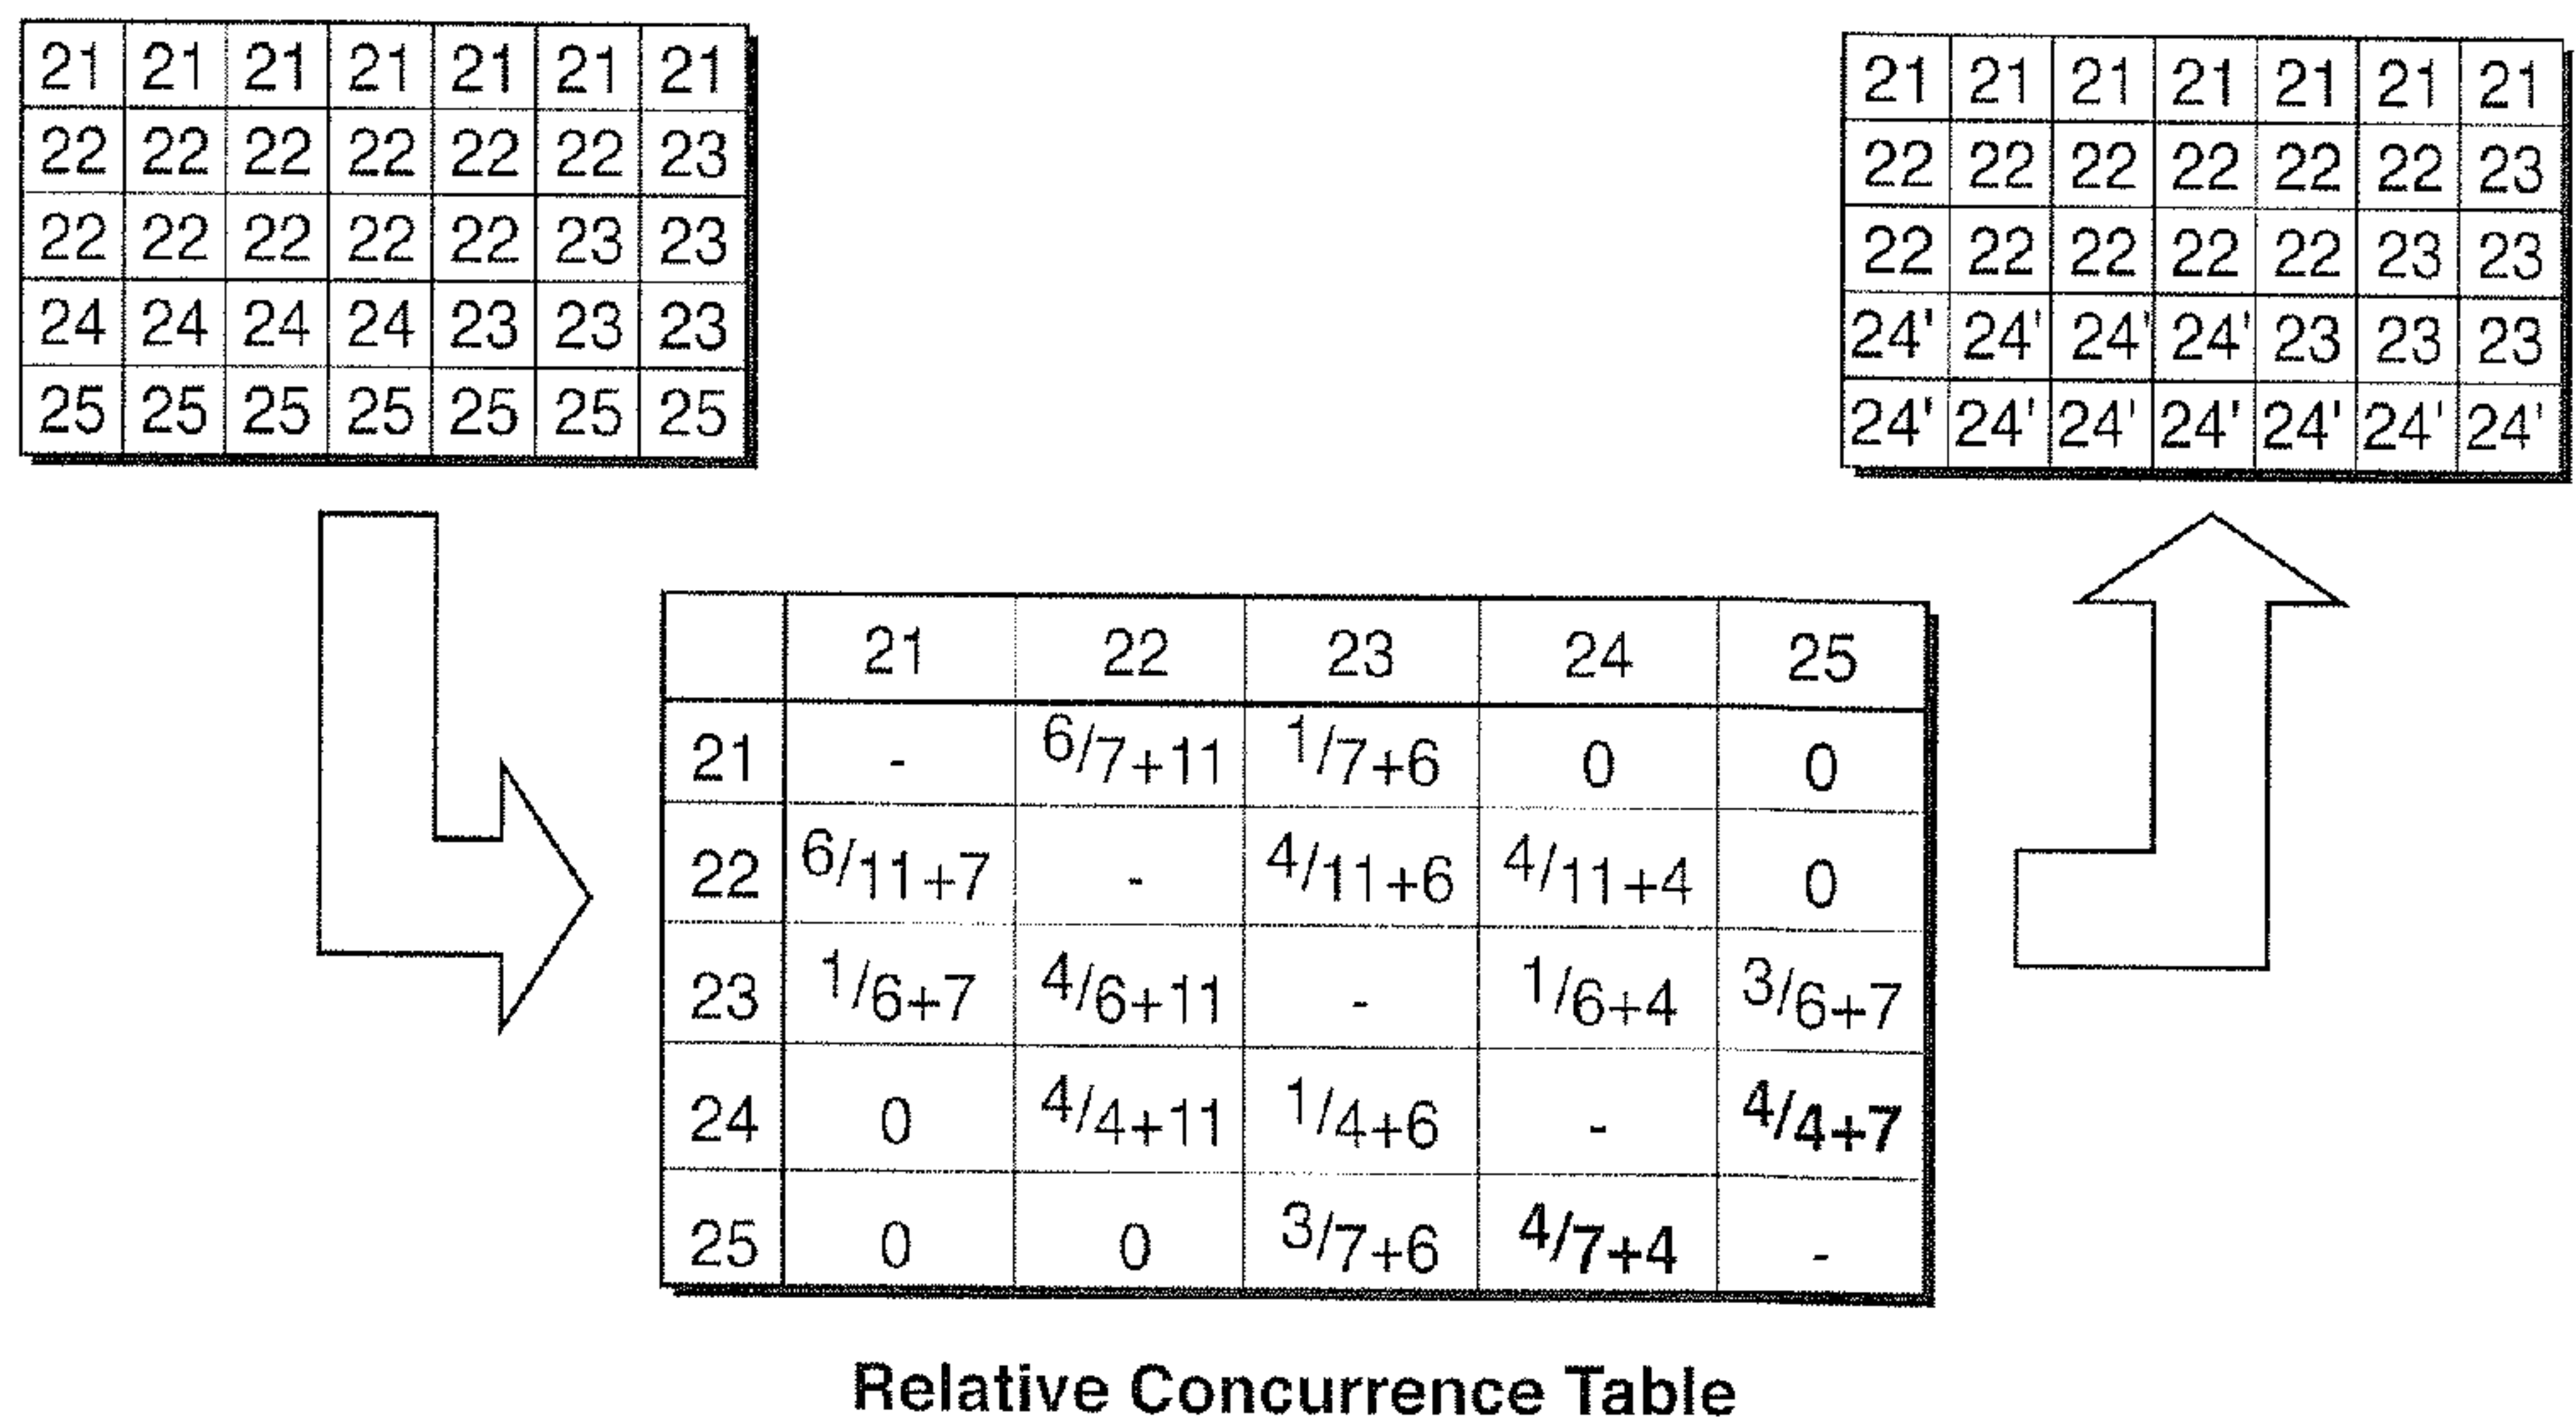 21 21 21 21 21 21 21
22 22 22 22 22 22 23
22 22 22 22 22 23 23
24 24 24 24 23 23 23
25 25 25 25 25 25 25
21 21 21 21 21 21 21
22 22 22 22 22 22 23
22 22 22 22 22 23 23
24' 24' 24' 24' 23 23 23
24' 24' 24' 24' 24' 24' 24'
21 22 23 24 25
21 - 6/7+11 1/7+6 0 0
22 6/11+7 - 4/11+6 4/11+4 0
23 1/6+7 4/6+11 - 1/6+4 3/6+7
24 0 4/4+11 1/4+6 - 4/4+7
25 0 0 3/7+6 4/7+4 -
Relative Concurrence Table